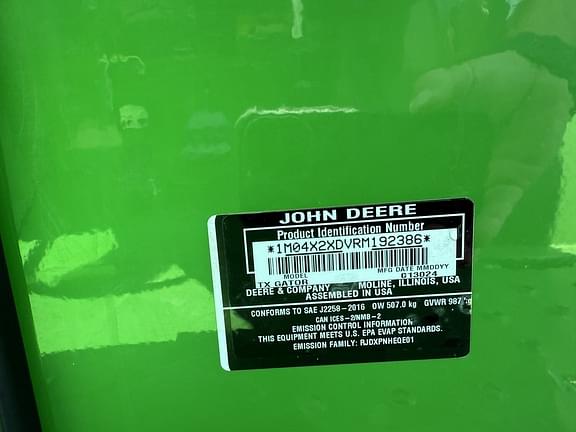 JOHN DEERE
Product Identification Number
*1M04X2XDVRM192386*
MODEL MFG DATE MMDDYY
TX GATOR 013024
DEERE & COMPANY MOLINE, ILLINOIS, USA
ASSEMBLED IN USA
CONFORMS TO SAE J2258-2016 OW 507.0 kg GVWR 987 kg
CAN ICES-2/NMB-2
EMISSION CONTROL INFORMATION
THIS EQUIPMENT MEETS U.S. EPA EVAP STANDARDS.
EMISSION FAMILY: RJDXPNHEQE01